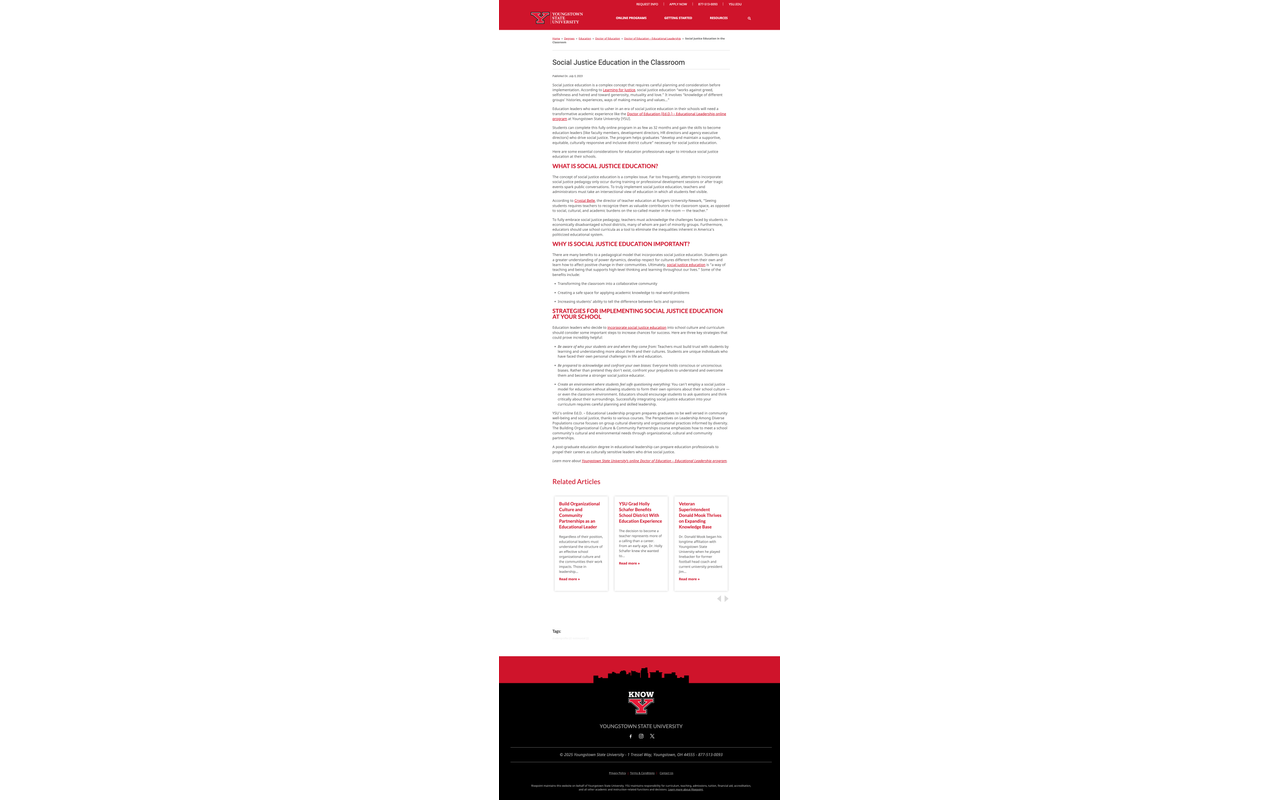 REQUEST INFO
APPLY NOW
877-513-0093
YSU.EDU
YOUNGSTOWN
STATE
UNIVERSITY
ONLINE PROGRAMS
GETTING STARTED
RESOURCES
Home » Degrees » Education » Doctor of Education » Doctor of Education – Educational Leadership » Social Justice Education in the
Classroom
Social Justice Education in the Classroom
Social justice education is a complex concept that requires careful planning and consideration before
implementation. According to Learning for Justice, social justice education "works against greed,
selfishness and hatred and toward generosity, mutuality and love." It involves "knowledge of different
groups' histories, experiences, ways of making meaning and values..."
Education leaders who want to usher in an era of social justice education in their schools will need a
transformative academic experience like the Doctor of Education (Ed.D.) – Educational Leadership online
program at Youngstown State University (YSU).
Students can complete this fully online program in as few as 32 months and gain the skills to become
education leaders (like faculty members, development directors, HR directors and agency executive
directors) who drive social justice. The program helps graduates "develop and maintain a supportive,
equitable, culturally responsive and inclusive district culture" necessary for social justice education.
Here are some essential considerations for education professionals eager to introduce social justice
education at their schools.
WHAT IS SOCIAL JUSTICE EDUCATION?
The concept of social justice education is a complex issue. Far too frequently, attempts to incorporate
social justice pedagogy only occur during training or professional development sessions or after tragic
events spark public conversations. To truly implement social justice education, teachers and
administrators must take an intersectional view of education in which all students feel visible.
According to Crystal Belle, the director of teacher education at Rutgers University-Newark, "Seeing
students requires teachers to recognize them as valuable contributors to the classroom space, as opposed
to social, cultural, and academic burdens on the so-called master in the room — the teacher."
To fully embrace social justice pedagogy, teachers must acknowledge the challenges faced by students in
economically disadvantaged school districts, many of whom are part of minority groups. Furthermore,
educators should use school curricula as a tool to eliminate the inequities inherent in America's
politicized educational system.
WHY IS SOCIAL JUSTICE EDUCATION IMPORTANT?
There are many benefits to a pedagogical model that incorporates social justice education. Students gain
a greater understanding of power dynamics, develop respect for cultures different from their own and
learn how to affect positive change in their communities. Ultimately, social justice education is "a way of
teaching and being that supports high-level thinking and learning throughout our lives." Some of the
benefits include:
• Transforming the classroom into a collaborative community
• Creating a safe space for applying academic knowledge to real-world problems
• Increasing students' ability to tell the difference between facts and opinions
STRATEGIES FOR IMPLEMENTING SOCIAL JUSTICE EDUCATION
AT YOUR SCHOOL
Education leaders who decide to incorporate social justice education into school culture and curriculum
should consider some important steps to increase chances for success. Here are three key strategies that
could prove incredibly helpful:
• Be aware of who your students are and where they come from: Teachers must build trust with students by
learning and understanding more about them and their cultures. Students are unique individuals who
have faced their own personal challenges in life and education.
• Be prepared to acknowledge and confront your own biases: Everyone holds conscious or unconscious
biases. Rather than pretend they don't exist, confront your prejudices to understand and overcome
them and become a stronger social justice educator.
• Create an environment where students feel safe questioning everything: You can't employ a social justice
model for education without allowing students to form their own opinions about their school culture —
or even the classroom environment. Educators should encourage students to ask questions and think
critically about their surroundings. Successfully integrating social justice education into your
curriculum requires careful planning and skilled leadership.
YSU's online Ed.D. – Educational Leadership program prepares graduates to be well versed in community
well-being and social justice, thanks to various courses. The Perspectives on Leadership Among Diverse
Populations course focuses on group cultural diversity and organizational practices informed by diversity.
The Building Organizational Culture & Community Partnerships course emphasizes how to meet a school
community's cultural and environmental needs through organizational, cultural and community
partnerships.
A post-graduate education degree in educational leadership can prepare education professionals to
propel their careers as culturally sensitive leaders who drive social justice.
Learn more about Youngstown State University's online Doctor of Education – Educational Leadership program.
Related Articles
Build Organizational
Culture and
Community
Partnerships as an
Educational Leader
Regardless of their position,
educational leaders must
understand the structure of
an effective school
organizational culture and
the communities their work
impacts. Those in
leadership...
Read more »
YSU Grad Holly
Schafer Benefits
School District With
Education Experience
The decision to become a
teacher represents more of
a calling than a career.
From an early age, Dr. Holly
Schafer knew she wanted
to...
Read more »
Veteran
Superintendent
Donald Mook Thrives
on Expanding
Knowledge Base
Dr. Donald Mook began his
longtime affiliation with
Youngstown State
University when he played
linebacker for former
football head coach and
current university president
Jim...
Read more »
Tags:
KNOW
Y
YOUNGSTOWN STATE UNIVERSITY
© 2025 Youngstown State University - 1 Tressel Way, Youngstown, OH 44555 - 877-513-0093
Privacy Policy
Terms & Conditions
Contact Us